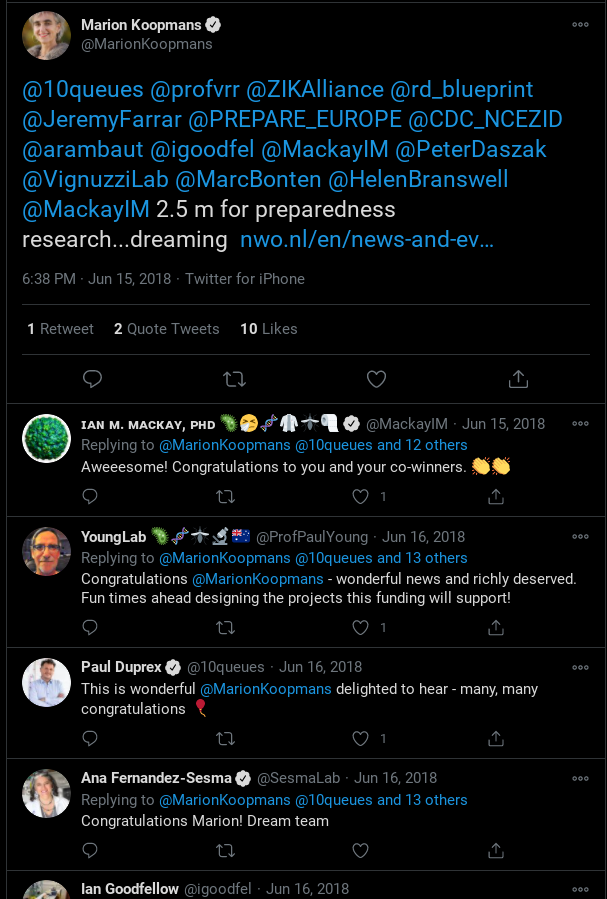 Marion Koopmans
@MarionKoopmans
@10queues @profvrr @ZIKAlliance @rd_blueprint
@JeremyFarrar @PREPARE_EUROPE @CDC_NCEZID
@arambaut @igoodfel @MackayIM @PeterDaszak
@VignuzziLab @MarcBonten @HelenBranswell
@MackayIM 2.5 m for preparedness
research...dreaming nwo.nl/en/news-and-ev…
6:38 PM · Jun 15, 2018 · Twitter for iPhone
1 Retweet 2 Quote Tweets 10 Likes
ɪᴀɴ ᴍ. ᴍᴀᴄᴋᴀʏ, ᴘʜᴅ 🦠🤧🧬🥼🦟🧻 @MackayIM · Jun 15, 2018
Replying to @MarionKoopmans @10queues and 12 others
Aweeesome! Congratulations to you and your co-winners. 👏👏
1
YoungLab 🦠🧬🦟🔬🇦🇺 @ProfPaulYoung · Jun 16, 2018
Replying to @MarionKoopmans @10queues and 13 others
Congratulations @MarionKoopmans - wonderful news and richly deserved.
Fun times ahead designing the projects this funding will support!
1
Paul Duprex @10queues · Jun 16, 2018
This is wonderful @MarionKoopmans delighted to hear - many, many
congratulations 🎈
1
Ana Fernandez-Sesma @SesmaLab · Jun 16, 2018
Replying to @MarionKoopmans @10queues and 13 others
Congratulations Marion! Dream team
Ian Goodfellow @igoodfel · Jun 16, 2018